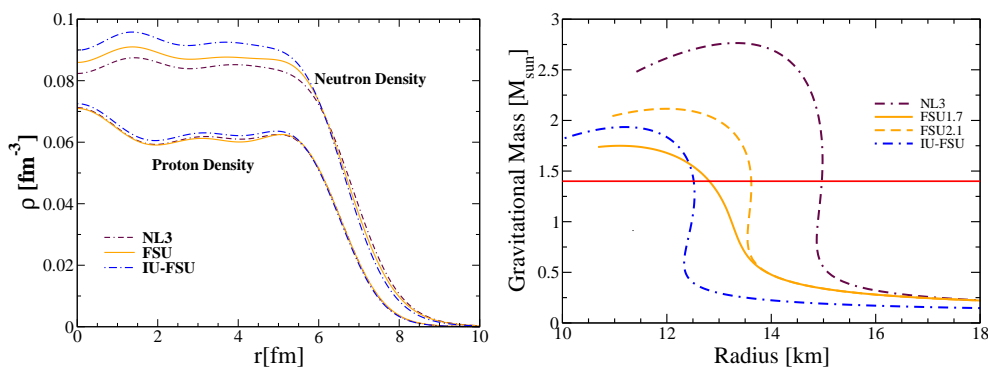 0.1
0.08
0.06
0.04
0.02
0
ρ [fm-3]
Neutron Density
Proton Density
NL3
FSU
IU-FSU
0 2 4 6 8 10
r[fm]
3
2.5
2
1.5
1
0.5
0
Gravitational Mass [Msun]
NL3
FSU1.7
FSU2.1
IU-FSU
10 12 14 16 18
Radius [km]